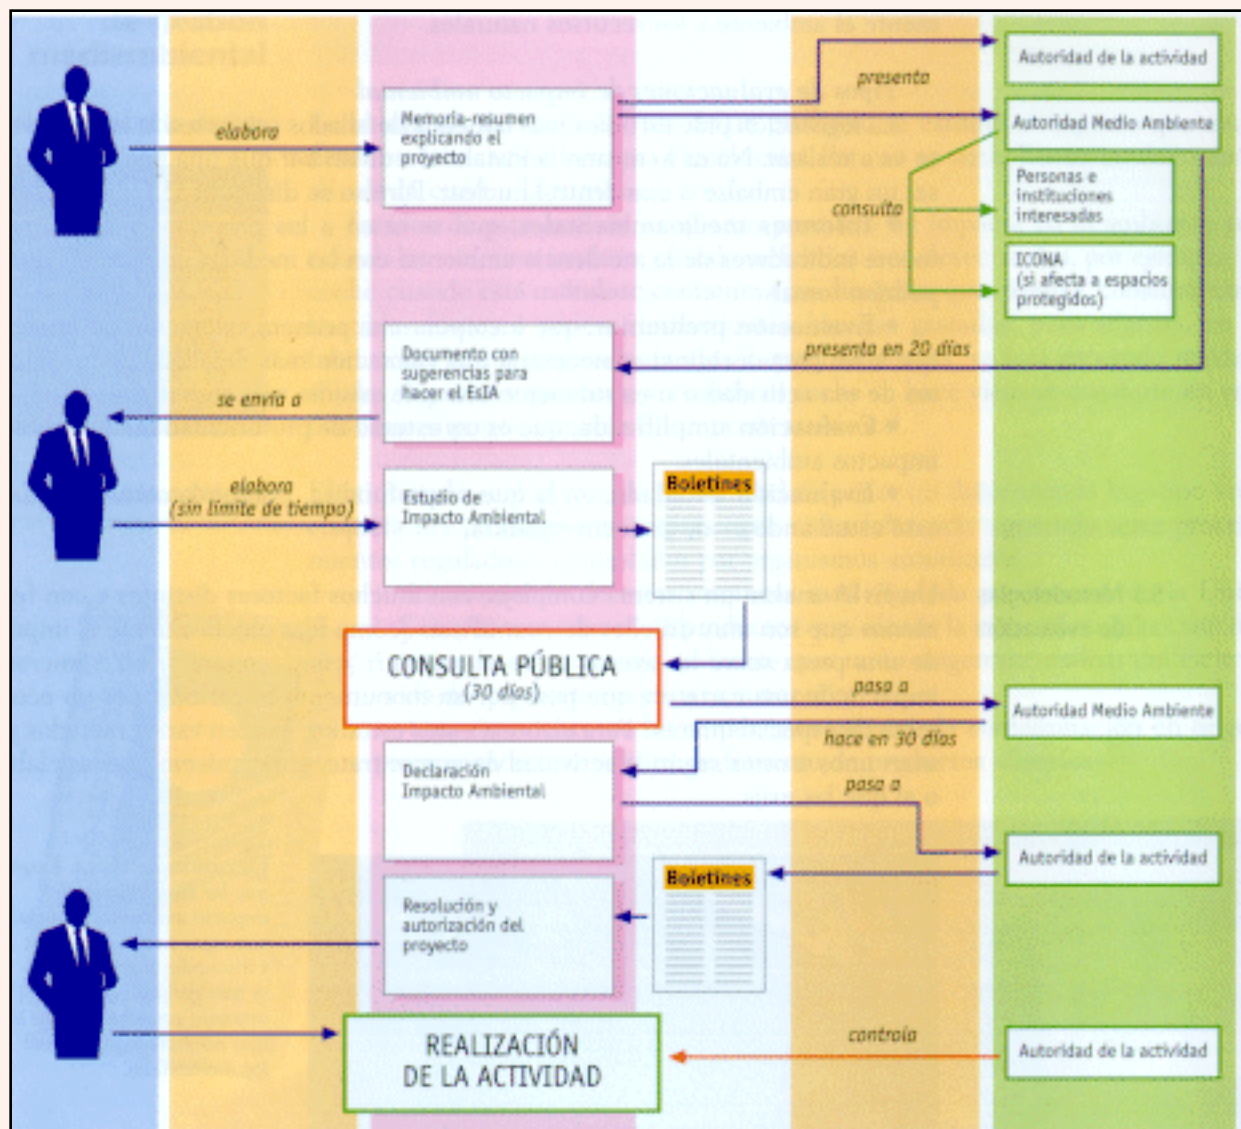 Autoridad de la actividad
presenta
Memoria-resumen
explicando el
proyecto
elabora
Autoridad Medio Ambiente
Personas e
instituciones
interesadas
consulta
ICONA
(si afecta a espacios
protegidos)
presenta en 20 días
Documento con
sugerencias para
hacer el EsIA
se envía a
elabora
(sin límite de tiempo)
Estudio de
Impacto Ambiental
Boletines
CONSULTA PÚBLICA
(30 días)
pasa a
Autoridad Medio Ambiente
hace en 30 días
Declaración
Impacto Ambiental
pasa a
Autoridad de la actividad
Boletines
Resolución y
autorización del
proyecto
controla
REALIZACIÓN
DE LA ACTIVIDAD
Autoridad de la actividad